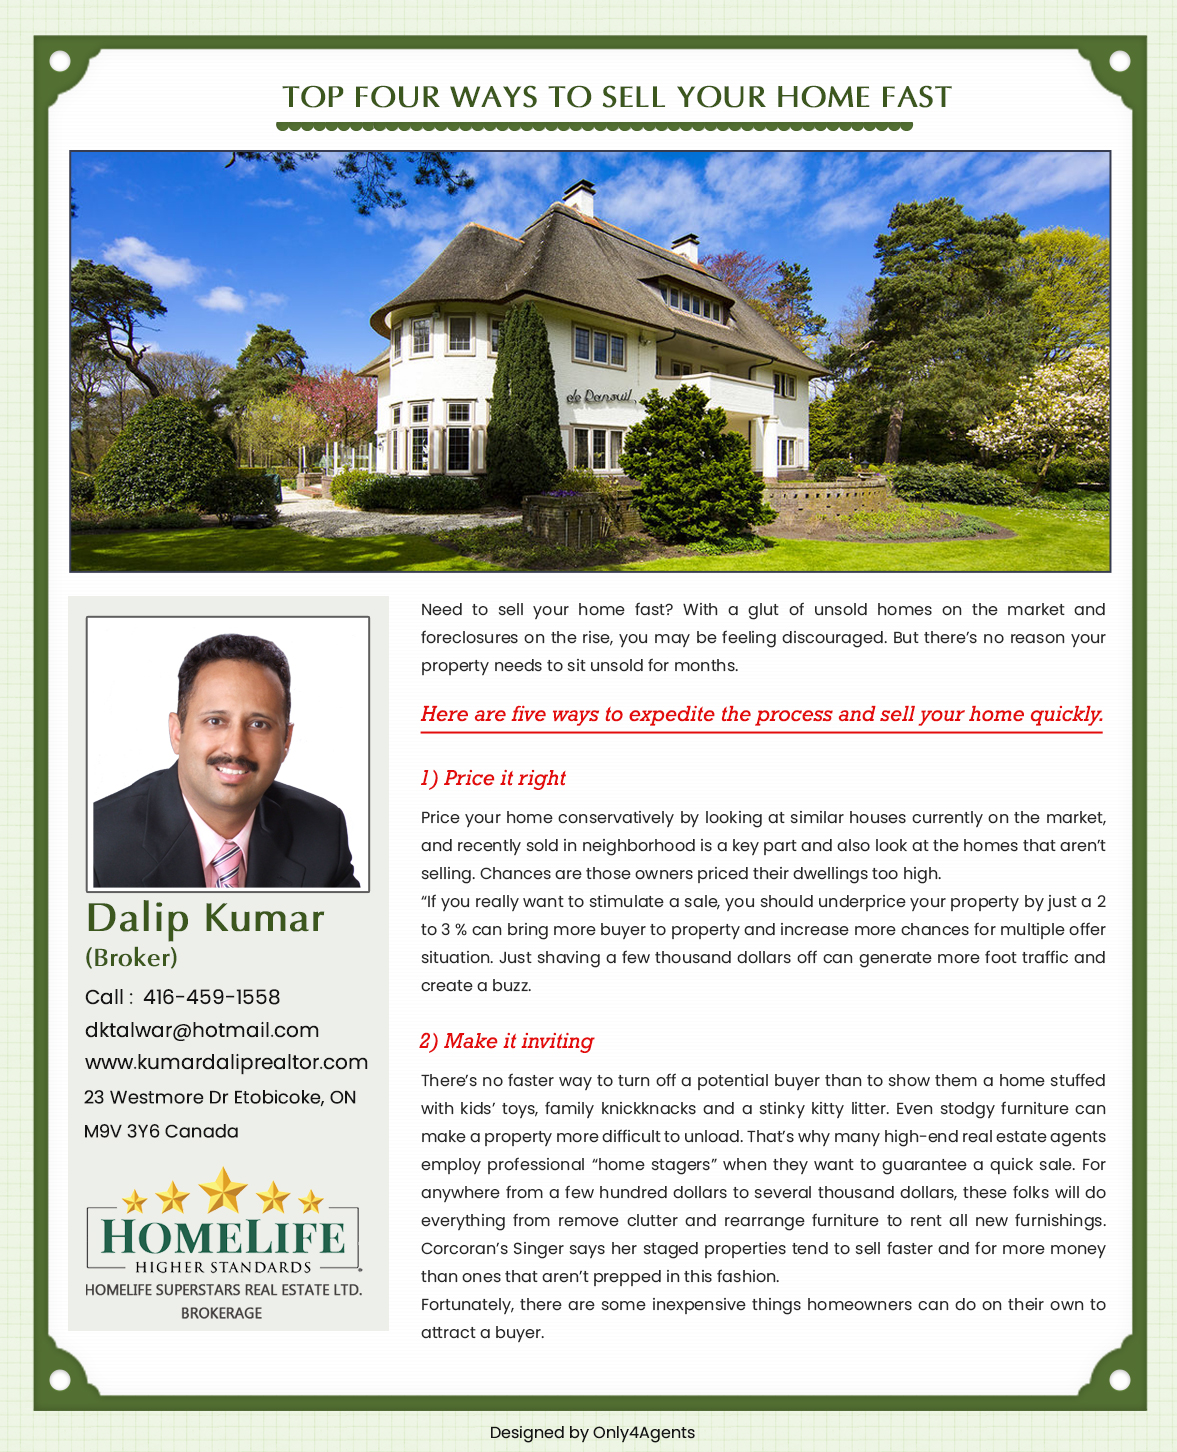 TOP FOUR WAYS TO SELL YOUR HOME FAST
de Zonouil
Need to sell your home fast? With a glut of unsold homes on the market and
foreclosures on the rise, you may be feeling discouraged. But there’s no reason your
property needs to sit unsold for months.
Here are five ways to expedite the process and sell your home quickly.
1) Price it right
Price your home conservatively by looking at similar houses currently on the market,
and recently sold in neighborhood is a key part and also look at the homes that aren’t
selling. Chances are those owners priced their dwellings too high.
“If you really want to stimulate a sale, you should underprice your property by just a 2
to 3 % can bring more buyer to property and increase more chances for multiple offer
situation. Just shaving a few thousand dollars off can generate more foot traffic and
create a buzz.
2) Make it inviting
There’s no faster way to turn off a potential buyer than to show them a home stuffed
with kids’ toys, family knickknacks and a stinky kitty litter. Even stodgy furniture can
make a property more difficult to unload. That’s why many high-end real estate agents
employ professional “home stagers” when they want to guarantee a quick sale. For
anywhere from a few hundred dollars to several thousand dollars, these folks will do
everything from remove clutter and rearrange furniture to rent all new furnishings.
Corcoran’s Singer says her staged properties tend to sell faster and for more money
than ones that aren’t prepped in this fashion.
Fortunately, there are some inexpensive things homeowners can do on their own to
attract a buyer.
Dalip Kumar
(Broker)
Call : 416-459-1558
dktalwar@hotmail.com
www.kumardaliprealtor.com
23 Westmore Dr Etobicoke, ON
M9V 3Y6 Canada
HOMELIFE
HIGHER STANDARDS
HOMELIFE SUPERSTARS REAL ESTATE LTD.
BROKERAGE
Designed by Only4Agents